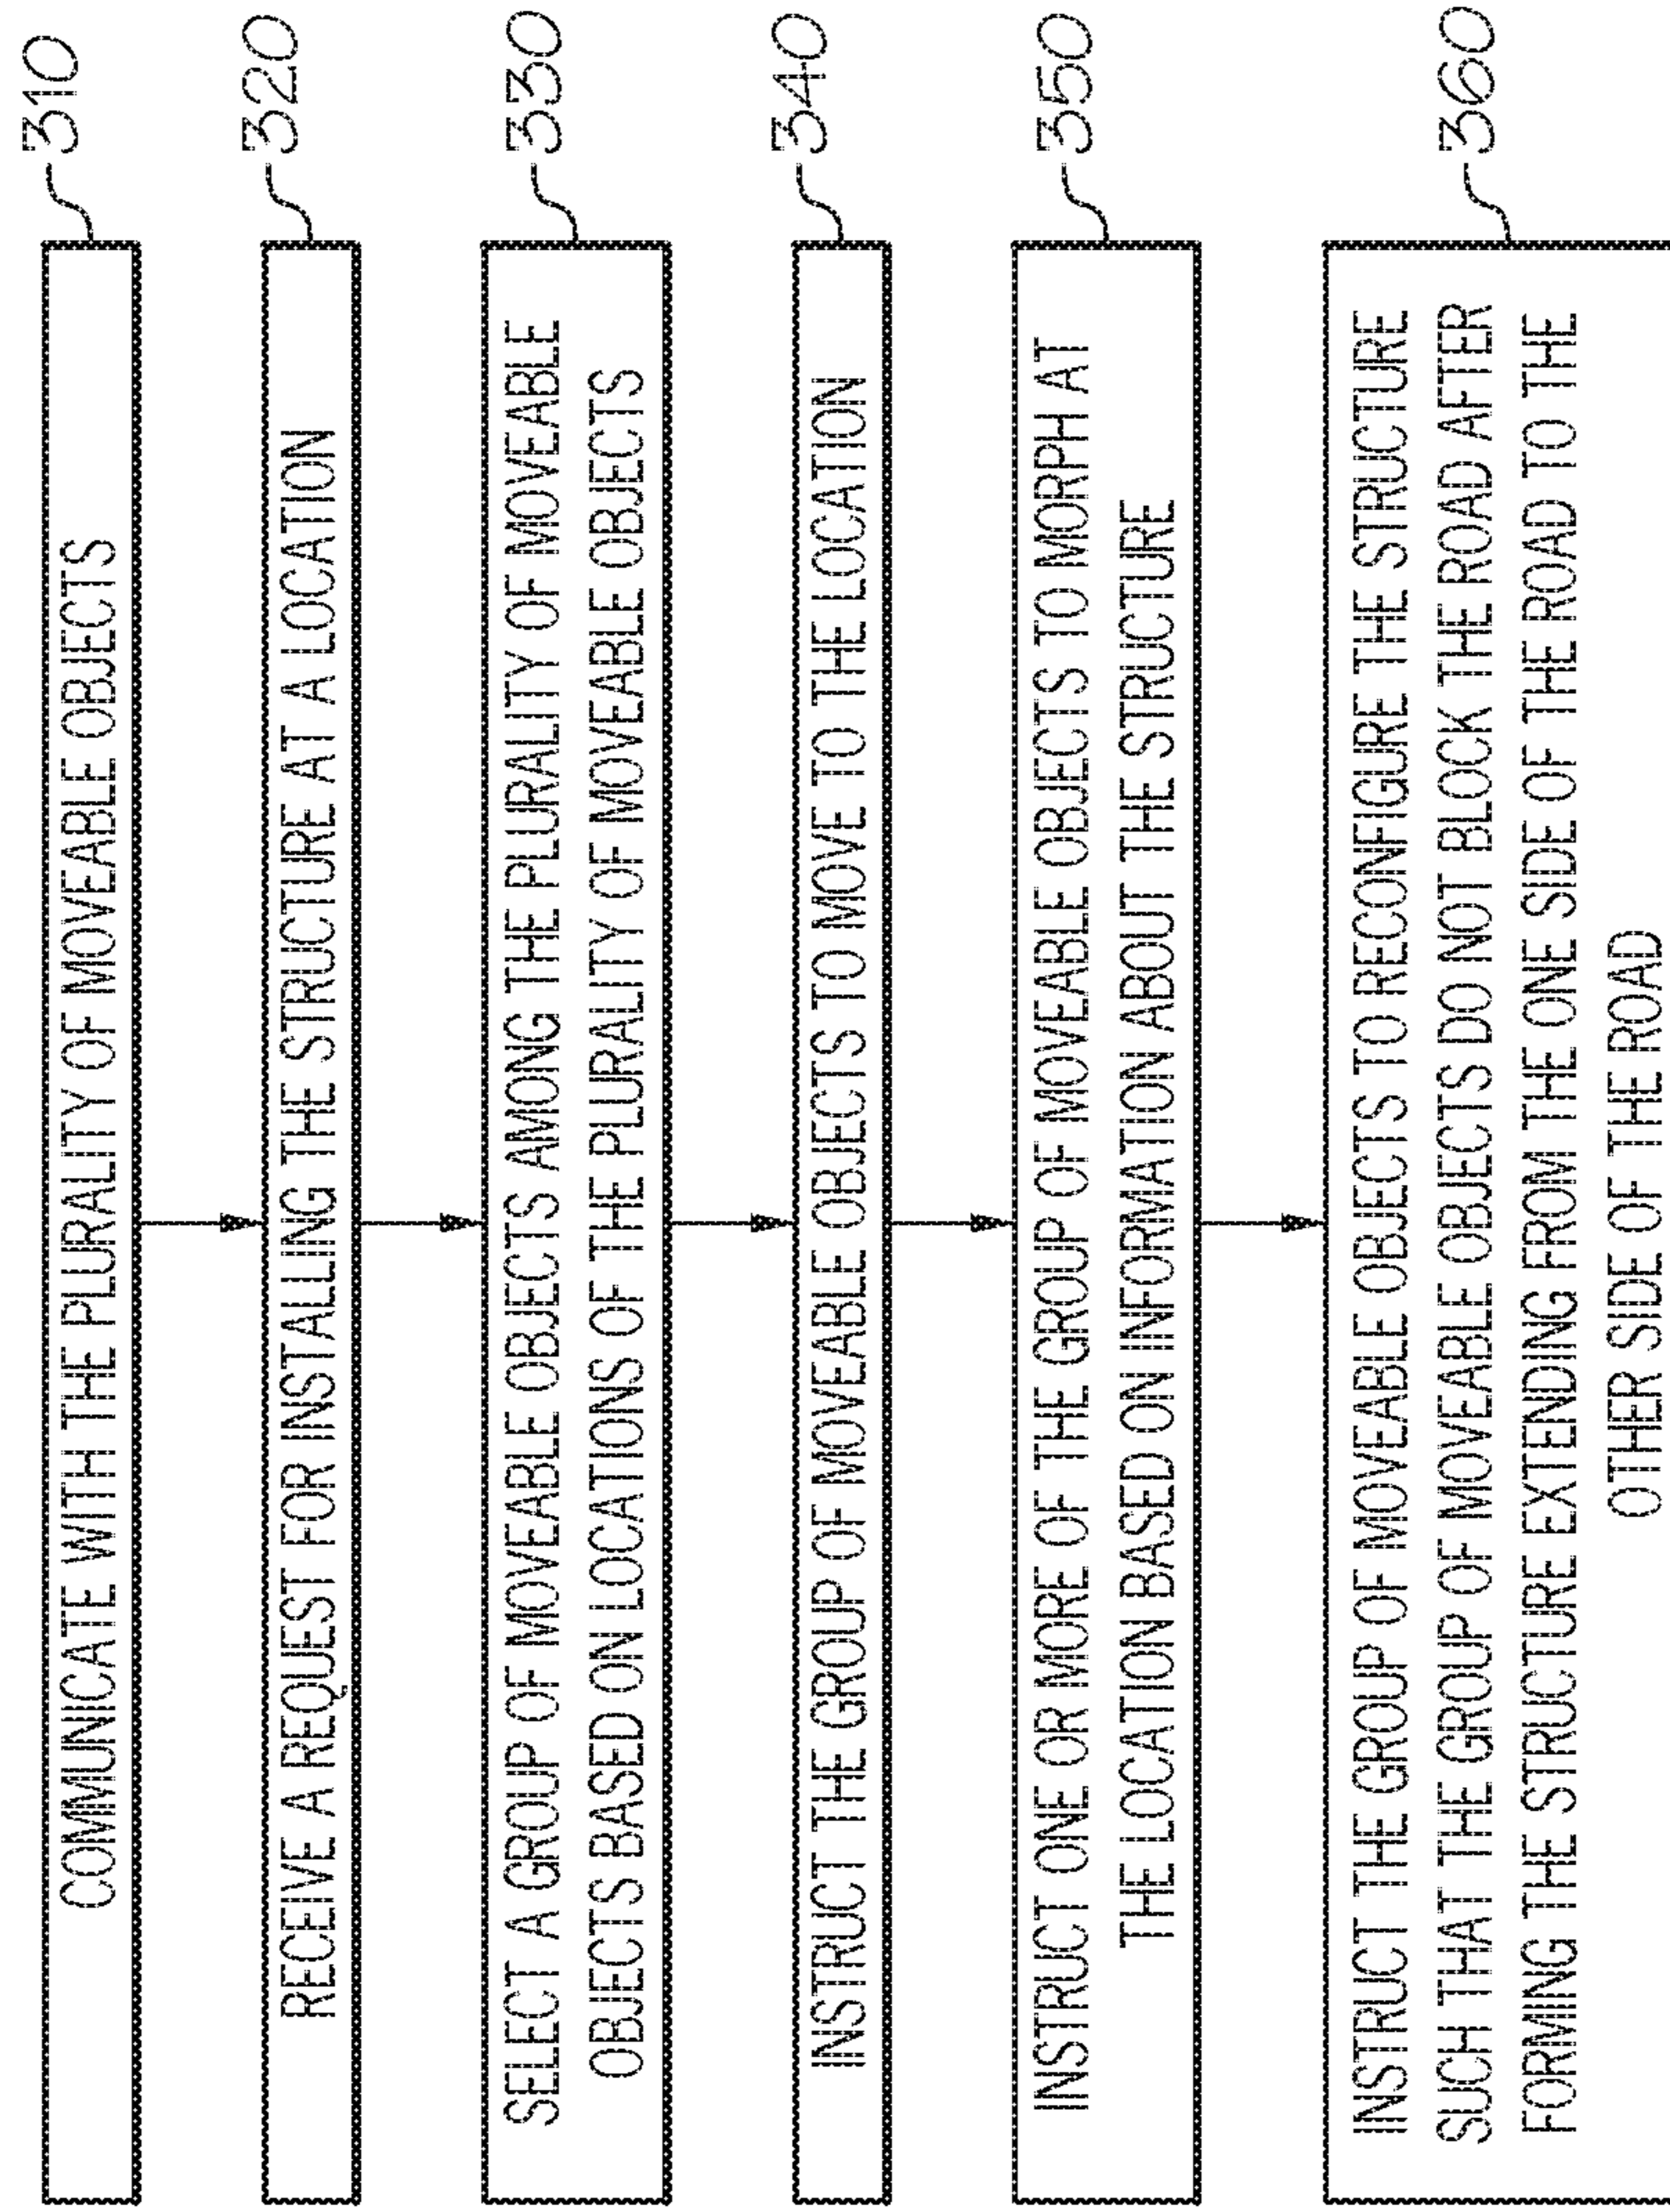 COMMUNICATE WITH THE PLURALITY OF MOVEABLE OBJECTS
310
RECEIVE A REQUEST FOR INSTALLING THE STRUCTURE AT A LOCATION
320
SELECT A GROUP OF MOVEABLE OBJECTS AMONG THE PLURALITY OF MOVEABLE
OBJECTS BASED ON LOCATIONS OF THE PLURALITY OF MOVEABLE OBJECTS
330
INSTRUCT THE GROUP OF MOVEABLE OBJECTS TO MOVE TO THE LOCATION
340
INSTRUCT ONE OR MORE OF THE GROUP OF MOVEABLE OBJECTS TO MORPH AT
THE LOCATION BASED ON INFORMATION ABOUT THE STRUCTURE
350
INSTRUCT THE GROUP OF MOVEABLE OBJECTS TO RECONFIGURE THE STRUCTURE
SUCH THAT THE GROUP OF MOVEABLE OBJECTS DO NOT BLOCK THE ROAD AFTER
FORMING THE STRUCTURE EXTENDING FROM THE ONE SIDE OF THE ROAD TO THE
OTHER SIDE OF THE ROAD
360